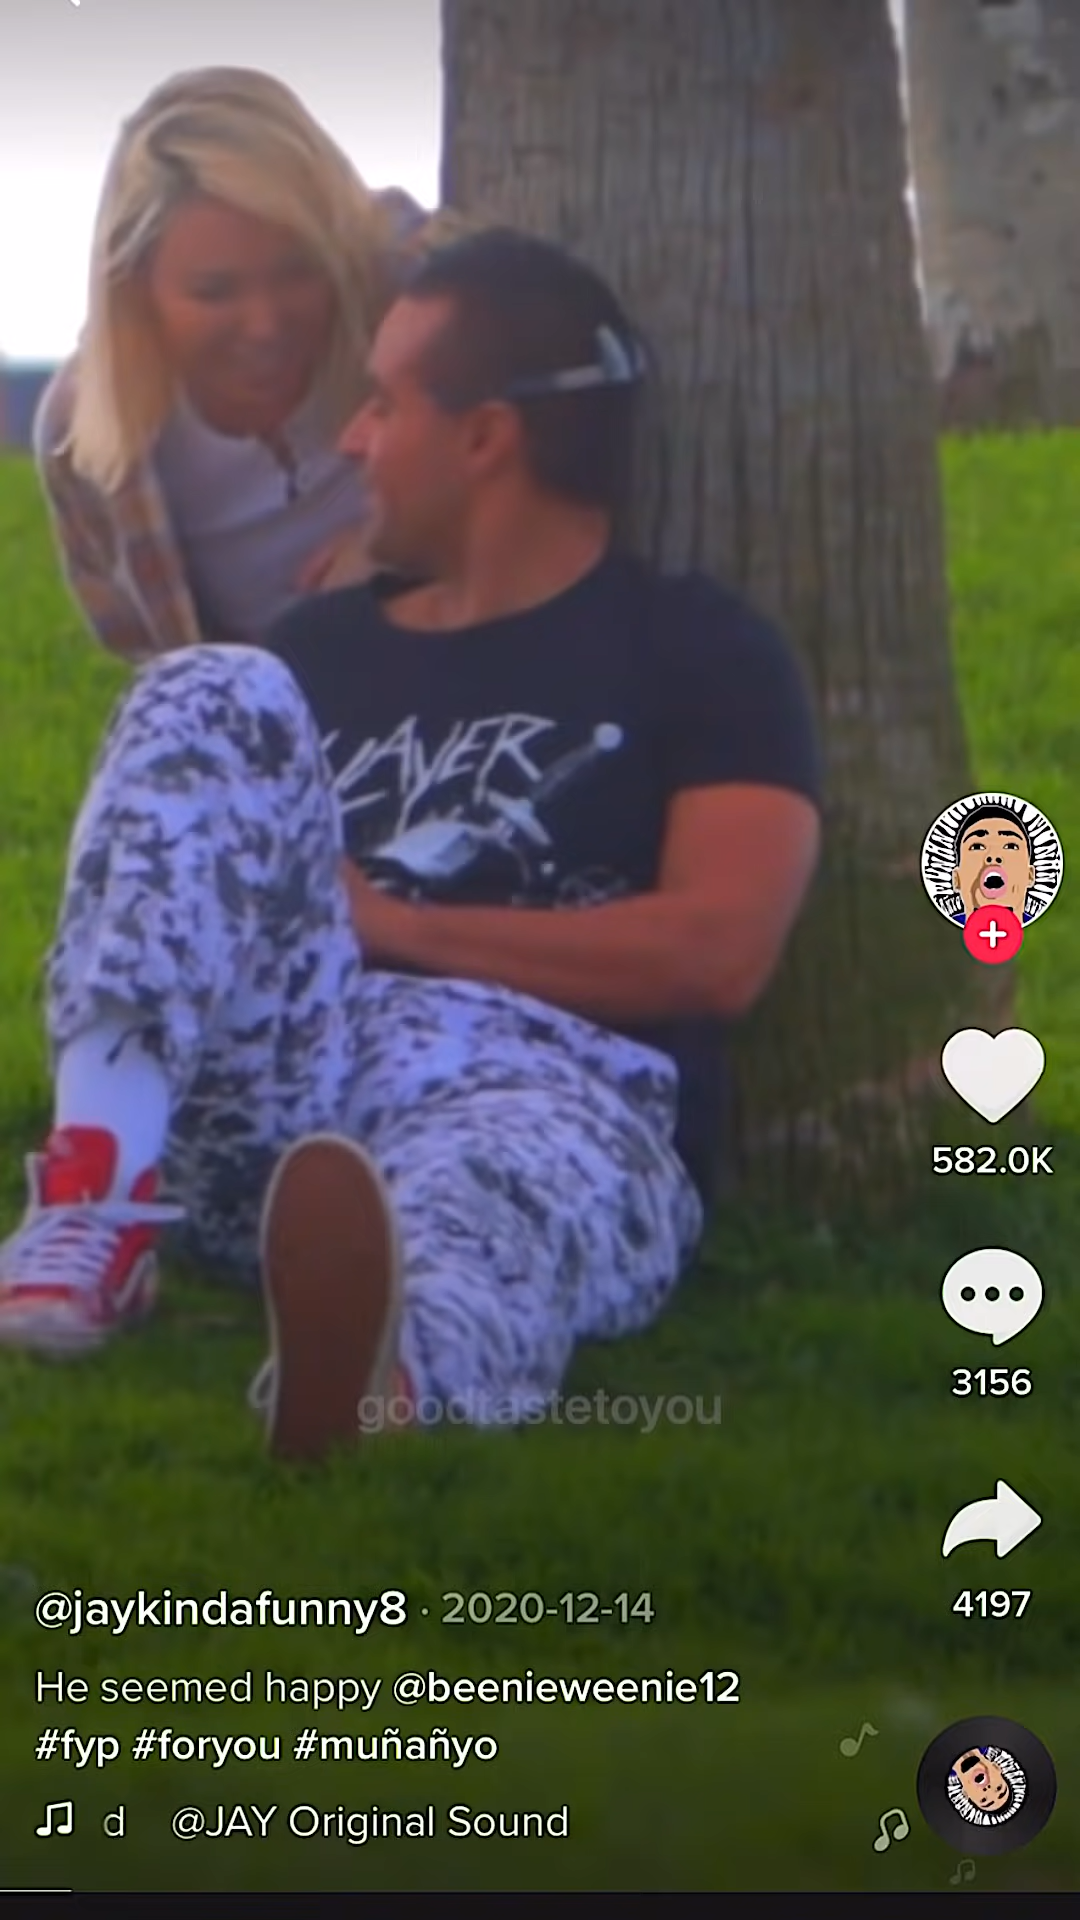 SLAYER
goodtastetoyou
582.0K
3156
4197
@jaykindafunny8 · 2020-12-14
He seemed happy @beenieweenie12
#fyp #foryou #muñañyo
d @JAY Original Sound